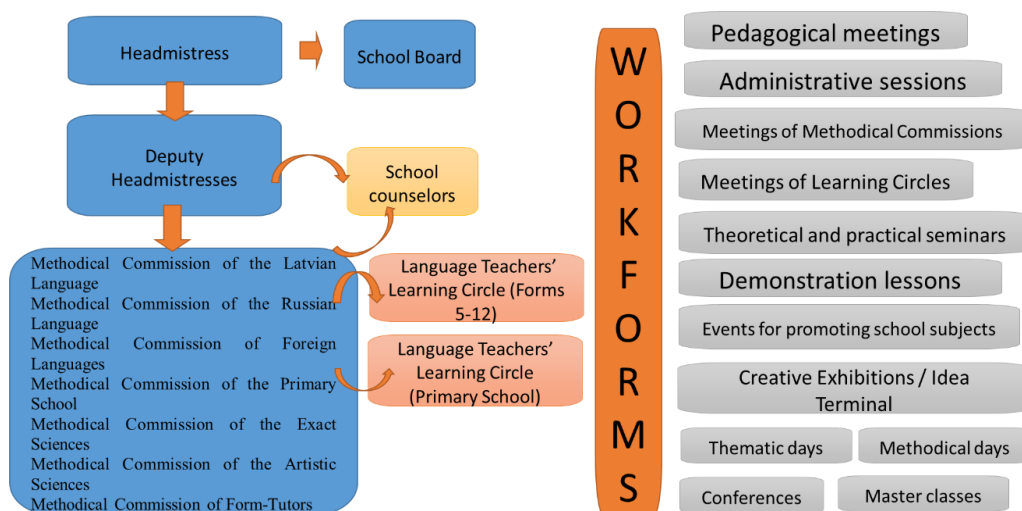 Headmistress
School Board
Deputy
Headmistresses
School
counselors
Methodical Commission of the Latvian
Language
Methodical Commission of the Russian
Language
Methodical Commission of Foreign
Languages
Methodical Commission of the Primary
School
Methodical Commission of the Exact
Sciences
Methodical Commission of the Artistic
Sciences
Methodical Commission of Form-Tutors
Language Teachers’
Learning Circle (Forms
5-12)
Language Teachers’
Learning Circle
(Primary School)
W
O
R
K
F
O
R
M
S
Pedagogical meetings
Administrative sessions
Meetings of Methodical Commissions
Meetings of Learning Circles
Theoretical and practical seminars
Demonstration lessons
Events for promoting school subjects
Creative Exhibitions / Idea
Terminal
Thematic days
Methodical days
Conferences
Master classes